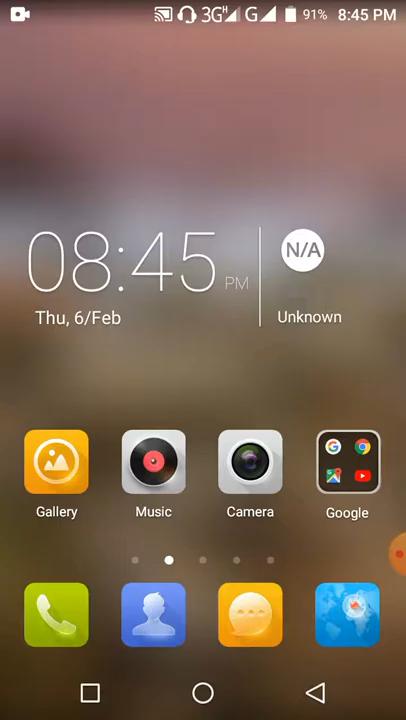 3G H G 91% 8:45 PM
08:45 PM
N/A
Thu, 6/Feb
Unknown
G
Gallery Music Camera Google